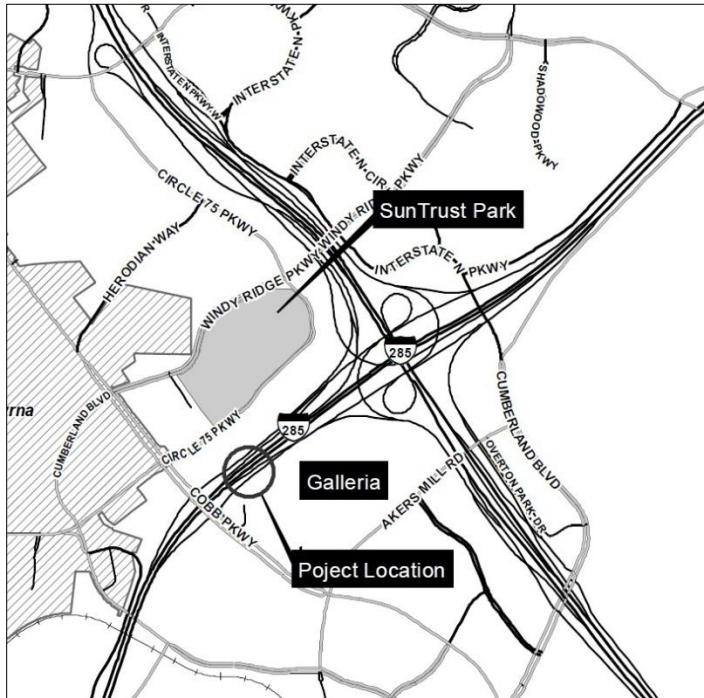 INTERSTATE N PKWY W
INTERSTATE-N-PKWY
SHADOWOOD-PKWY
CIRCLE 75 PKWY
INTERSTATE-N-CIR
WINDY RIDGE PKWY
SunTrust Park
HERODIAN WAY
WINDY RIDGE PKWY
INTERSTATE-N PKWY
285
rna
CUMBERLAND BLVD
285
CUMBERLAND BLVD
CIRCLE 75 PKWY
OVERTON PARK DR
Galleria
AKERS MILL RD
COBB PKWY
Poject Location